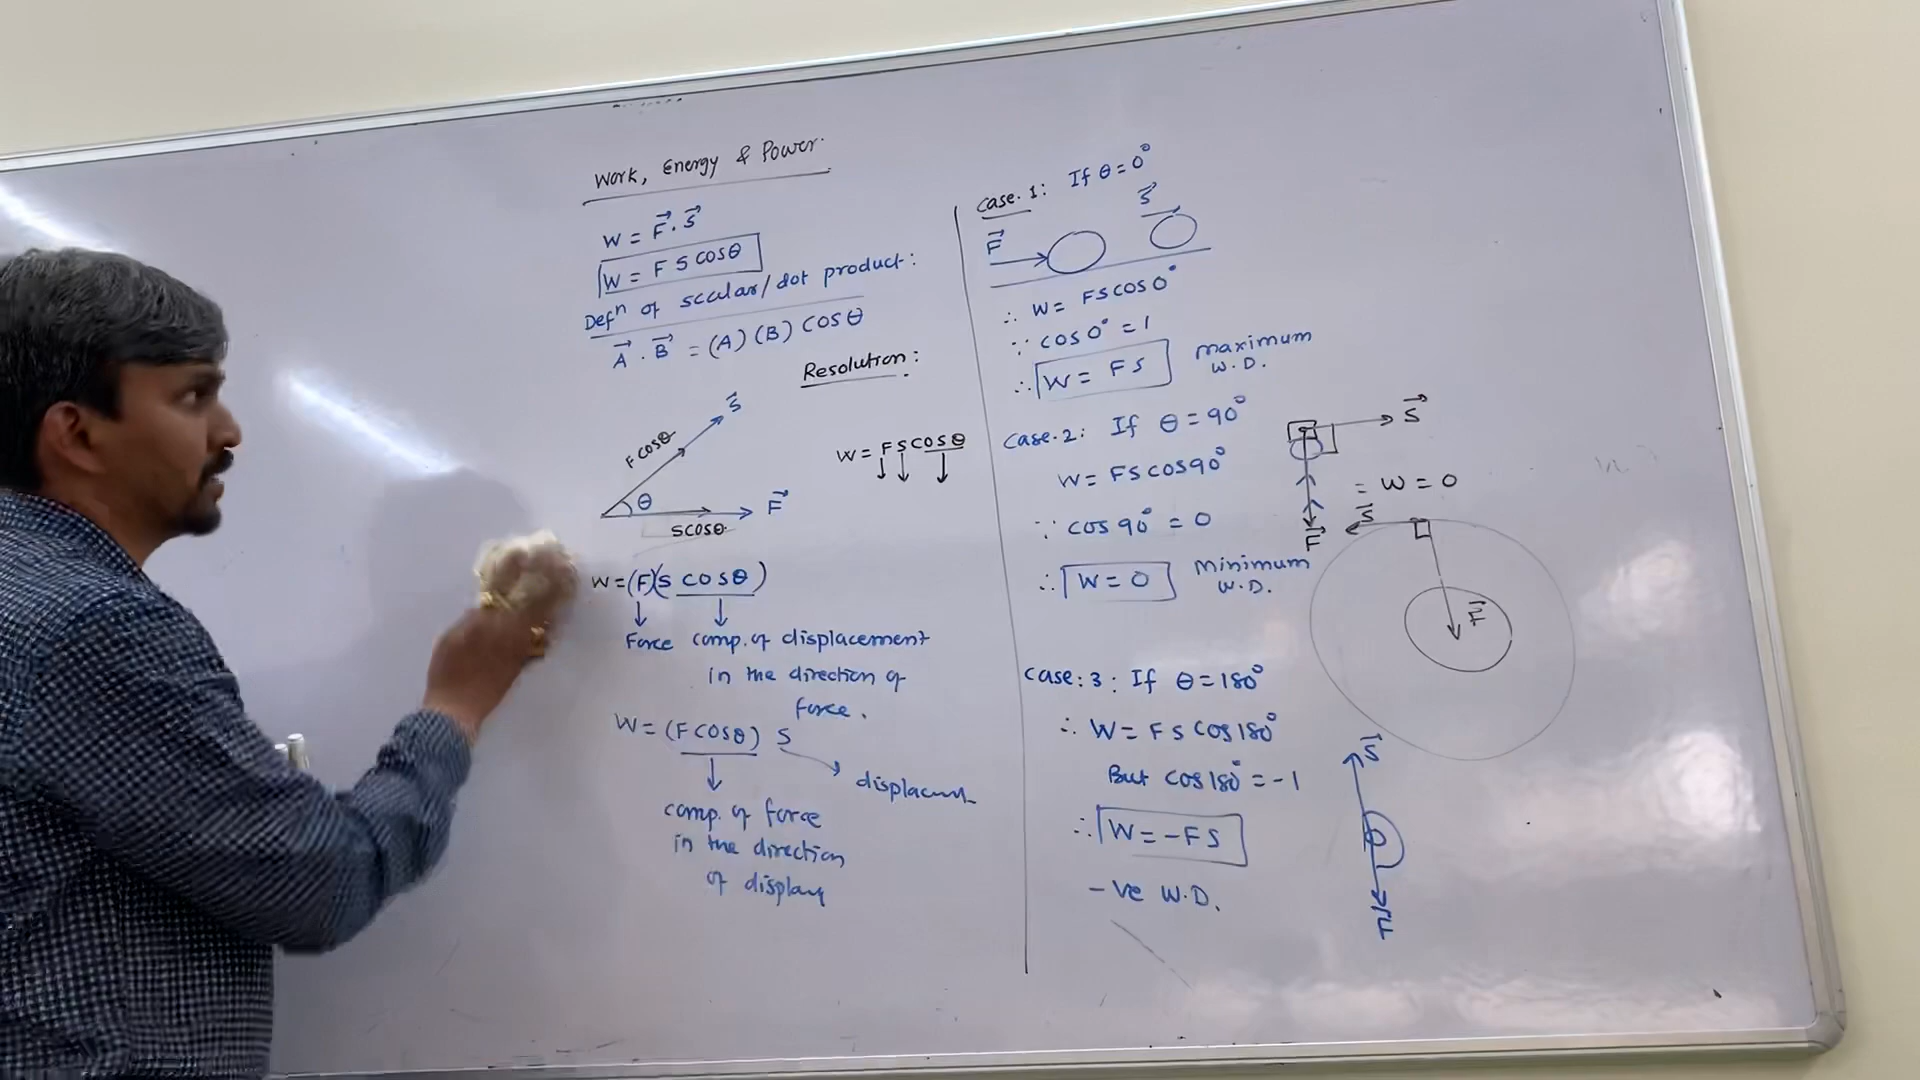 Work, Energy & Power.
W = F⃗ . S⃗
W = F S cosθ
Defⁿ of scalar/dot product:
A⃗ . B⃗ = (A) (B) COSθ
Resolution:
S⃗
F cosθ
θ
F⃗
S cosθ
W = F S COSθ
W = (F)(S COSθ)
Force comp. of displacement
in the direction of
force.
W = (F COSθ) S
displacement
comp. of force
in the direction
of
Case. 1: If θ = 0°
F⃗
S⃗
∴ W = FS COS 0°
∵ COS 0° = 1
∴ W = FS maximum
W.D.
Case. 2: If θ = 90°
W = FS COS 90°
∵ COS 90° = 0
∴ W = 0 minimum
W.D.
S⃗
F⃗
= W = 0
S⃗
F⃗
Case: 3: If θ = 180°
∴ W = F S Cos 180°
But cos 180° = -1
∴ W = -FS
-ve W.D.
S⃗
F⃗